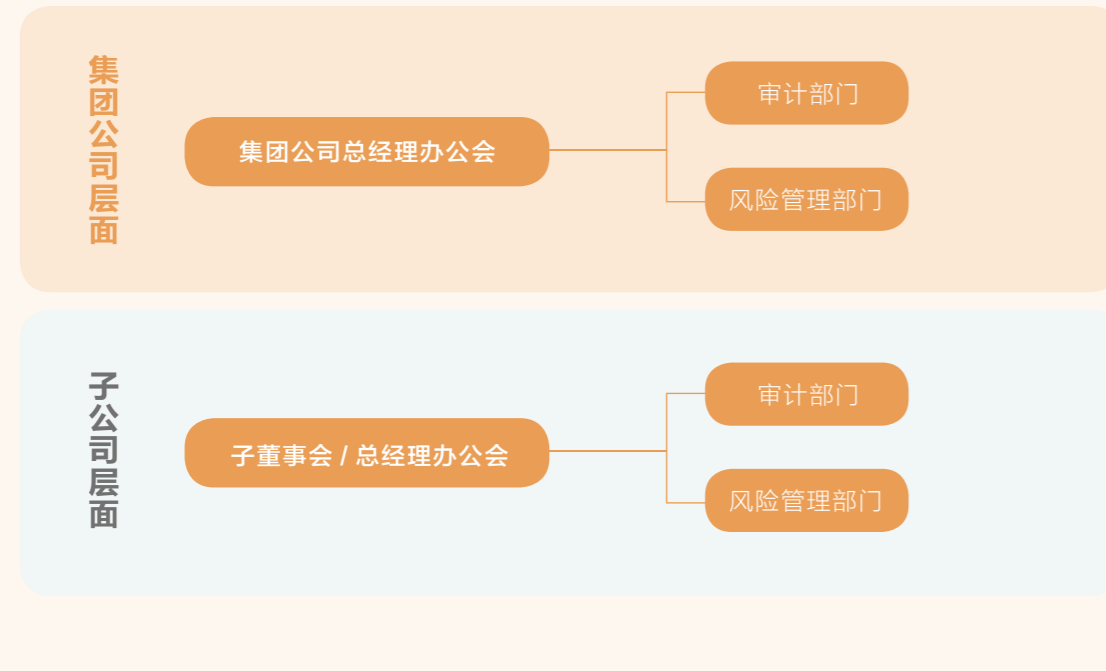 集团公司层面
集团公司总经理办公会
审计部门
风险管理部门
子公司层面
子董事会 / 总经理办公会
审计部门
风险管理部门